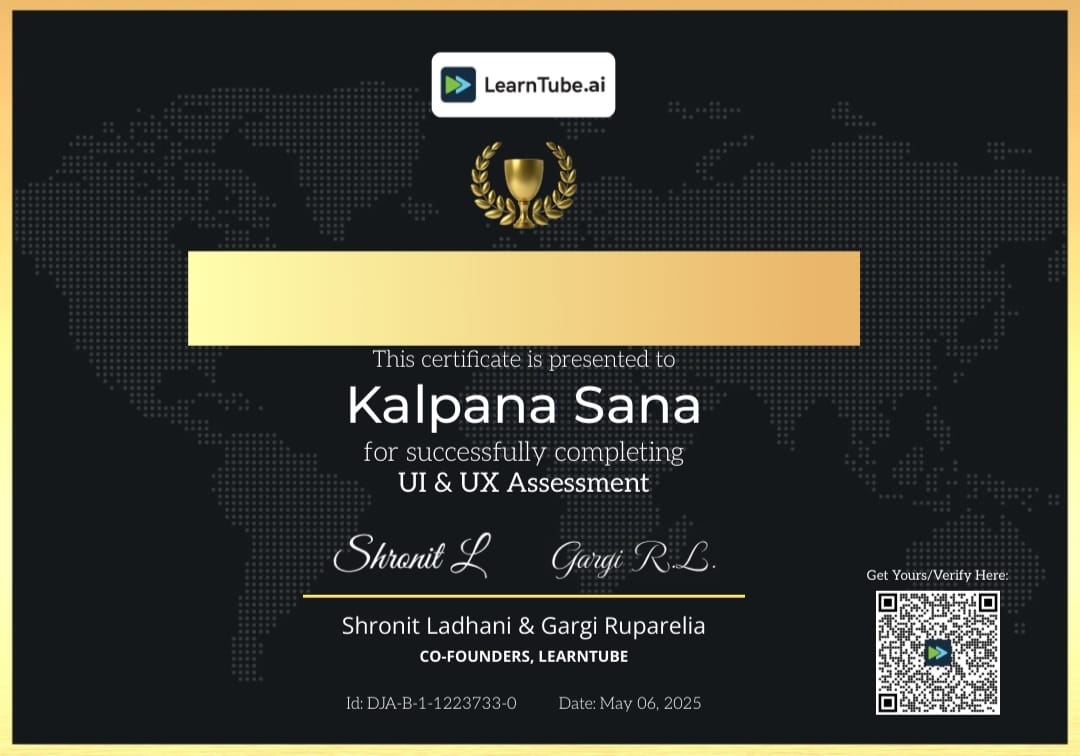 LearnTube.ai
This certificate is presented to
Kalpana Sana
for successfully completing
UI & UX Assessment
Shronit L
Gargi R.L.
Shronit Ladhani & Gargi Ruparelia
CO-FOUNDERS, LEARNTUBE
Id: DJA-B-1-1223733-0
Date: May 06, 2025
Get Yours/Verify Here: